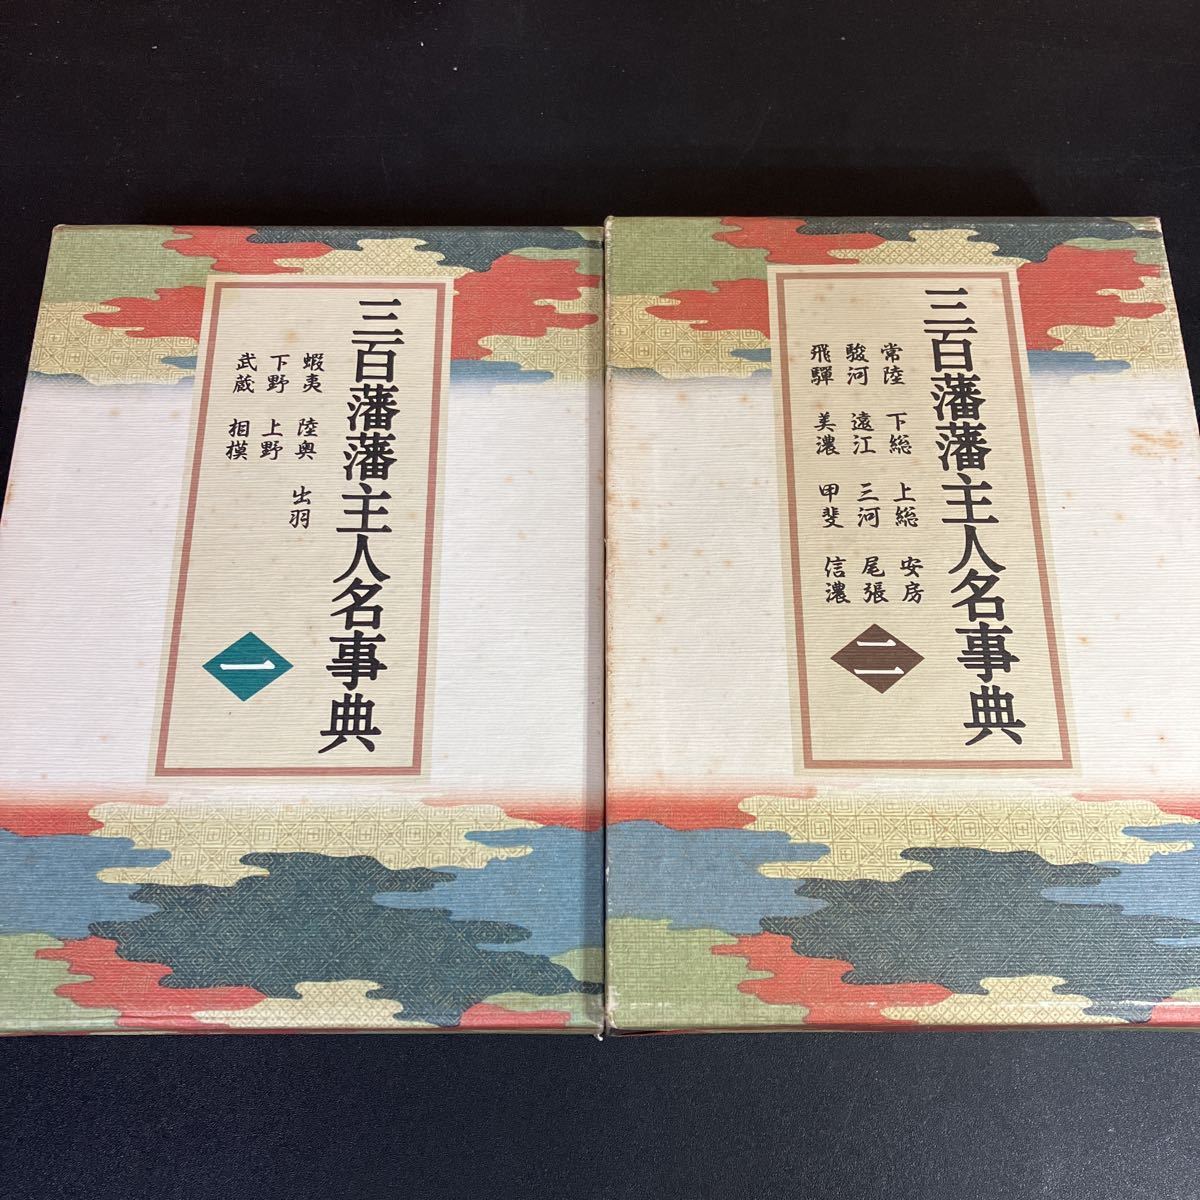 三百藩藩主人名事典
蝦夷 陸奥 出羽
下野 上野
武蔵 相模
一
三百藩藩主人名事典
常陸 下総 上総 安房
駿河 遠江 三河 尾張
飛騨 美濃 甲斐 信濃
二